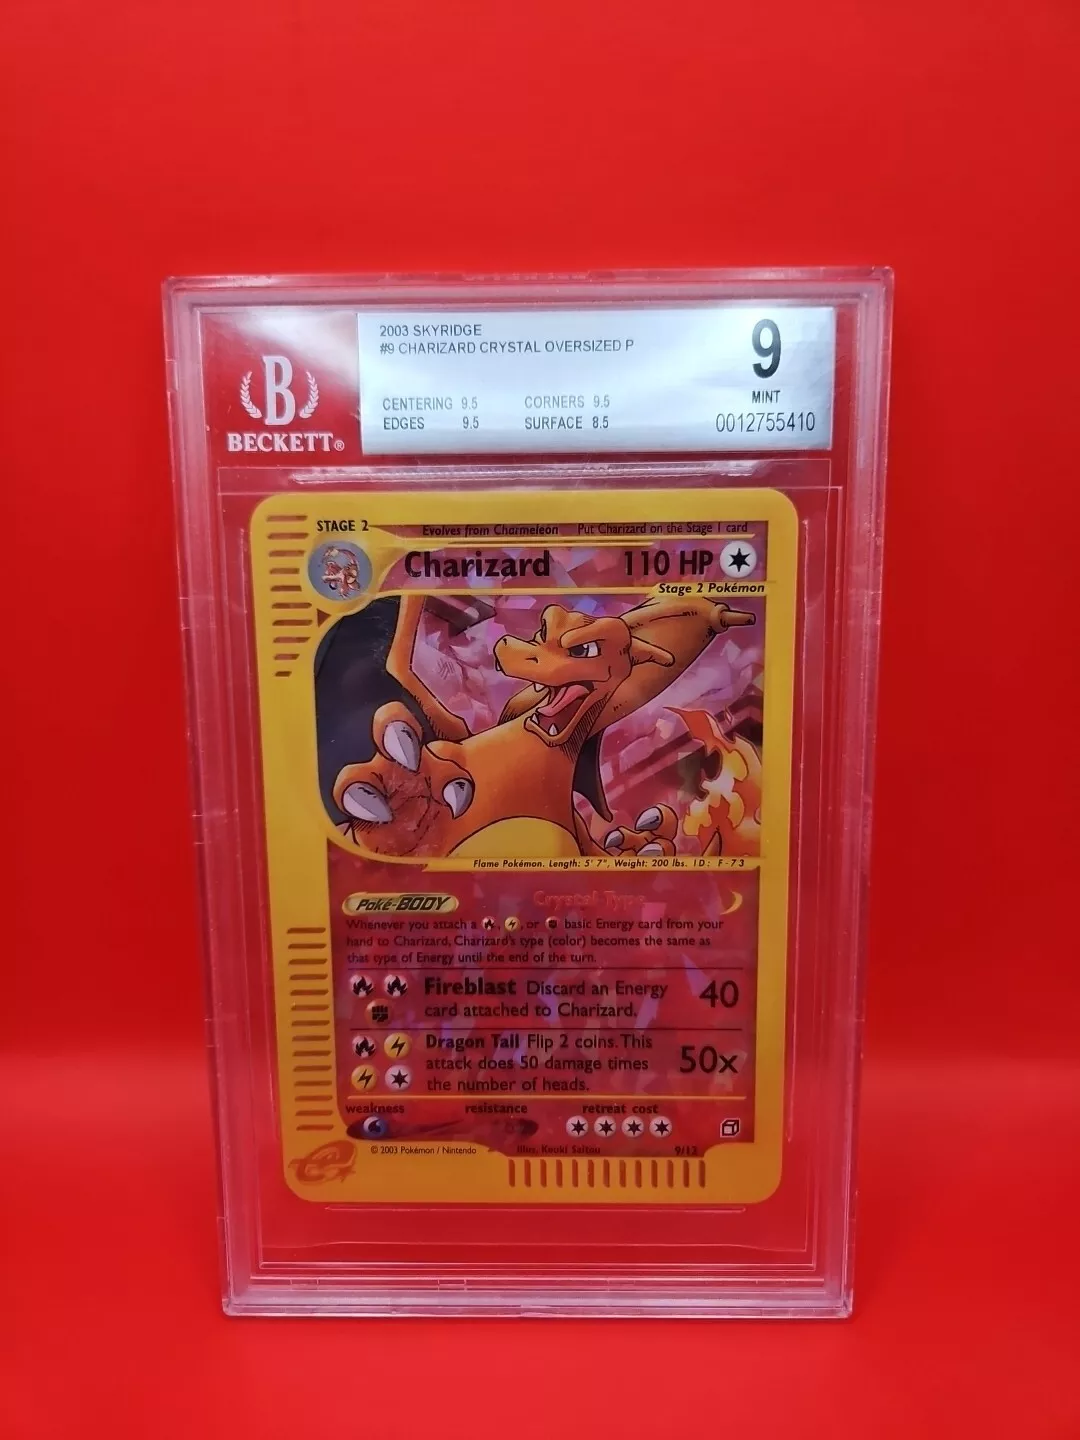 2003 SKYRIDGE
#9 CHARIZARD CRYSTAL OVERSIZED P
9
MINT
CENTERING 9.5 CORNERS 9.5
EDGES 9.5 SURFACE 8.5
0012755410
B
BECKETT®
STAGE 2 Evolves from Charmeleon Put Charizard on the Stage 1 card
Charizard 110 HP
Stage 2 Pokémon
Flame Pokémon. Length: 5' 7", Weight: 200 lbs. ID: F-73
Poké-BODY Crystal Type
Whenever you attach a , , or basic Energy card from your
hand to Charizard, Charizard's type (color) becomes the same as
that type of Energy until the end of the turn.
Fireblast Discard an Energy 40
card attached to Charizard.
Dragon Tail Flip 2 coins. This
attack does 50 damage times 50x
the number of heads.
weakness resistance retreat cost
© 2003 Pokémon / Nintendo Illus. Kouki Saitou 9/12
e